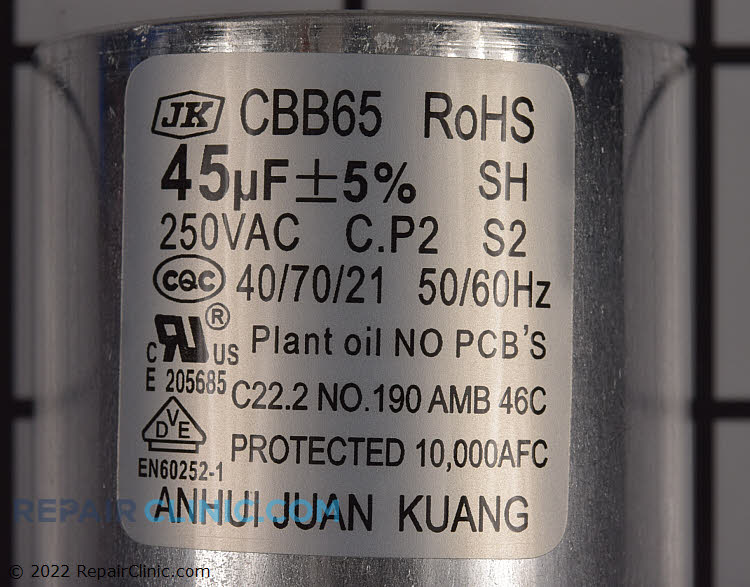 JK CBB65 RoHS
45µF±5% SH
250VAC C.P2 S2
CQC 40/70/21 50/60Hz
c RU US ® Plant oil NO PCB'S
E 205685 C22.2 NO.190 AMB 46C
DVE PROTECTED 10,000AFC
EN60252-1
ANHUI JUAN KUANG
REPAIRCLINIC.COM
© 2022 RepairClinic.com